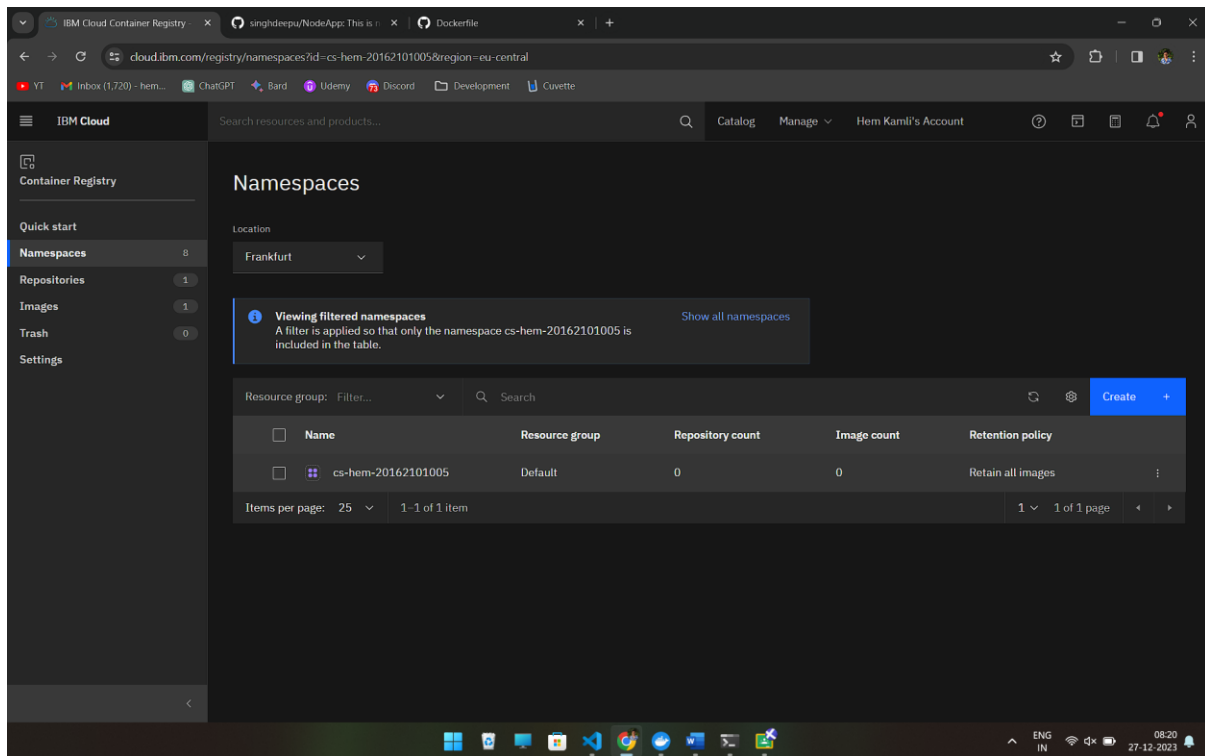 IBM Cloud Container Registry -
singhdeepu/NodeApp: This is n
Dockerfile
cloud.ibm.com/registry/namespaces?id=cs-hem-20162101005&region=eu-central
YT
Inbox (1,720) - hem...
ChatGPT
Bard
Udemy
Discord
Development
Cuvette
IBM Cloud
Search resources and products...
Catalog
Manage
Hem Kamli's Account
Container Registry
Quick start
Namespaces 8
Repositories 1
Images 1
Trash 0
Settings
Namespaces
Location
Frankfurt
Viewing filtered namespaces
Show all namespaces
A filter is applied so that only the namespace cs-hem-20162101005 is
included in the table.
Resource group: Filter...
Search
Create +
Name Resource group Repository count Image count Retention policy
cs-hem-20162101005 Default 0 0 Retain all images
Items per page: 25 1–1 of 1 item 1 1 of 1 page
ENG
IN
08:20
27-12-2023